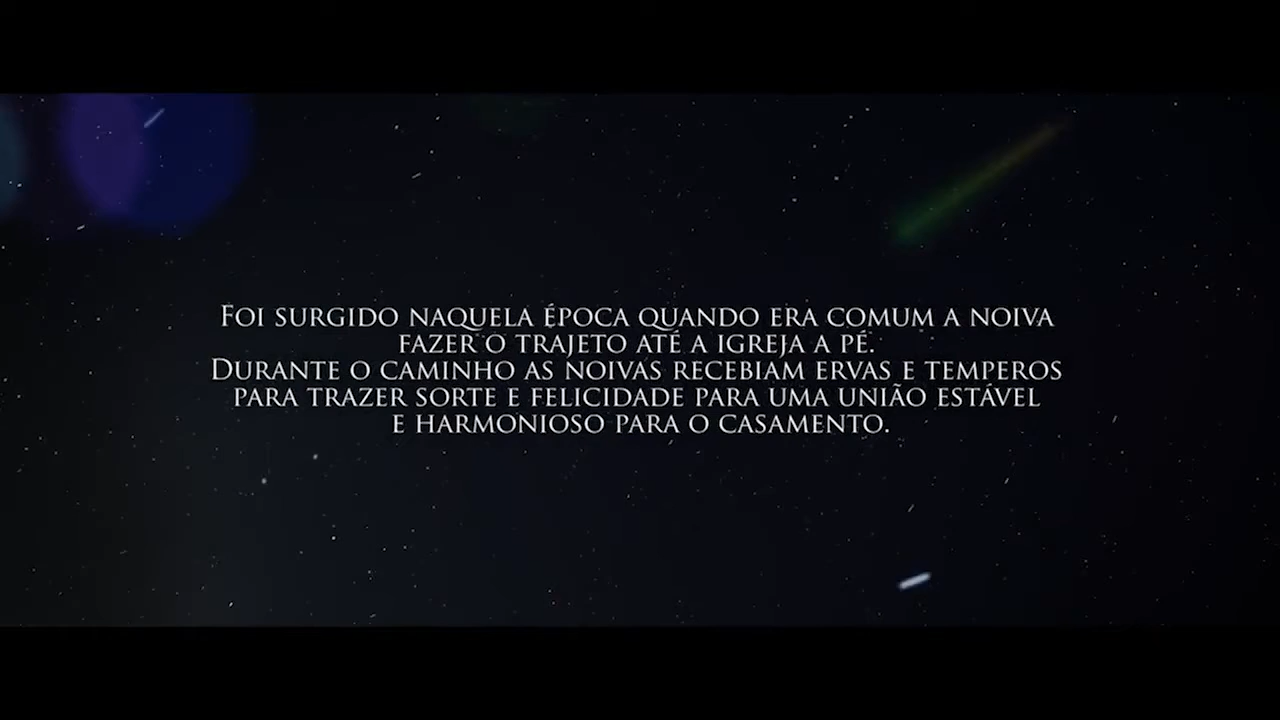 Foi surgido naquela época quando era comum a noiva
fazer o trajeto até a igreja a pé.
Durante o caminho as noivas recebiam ervas e temperos
para trazer sorte e felicidade para uma união estável
e harmonioso para o casamento.